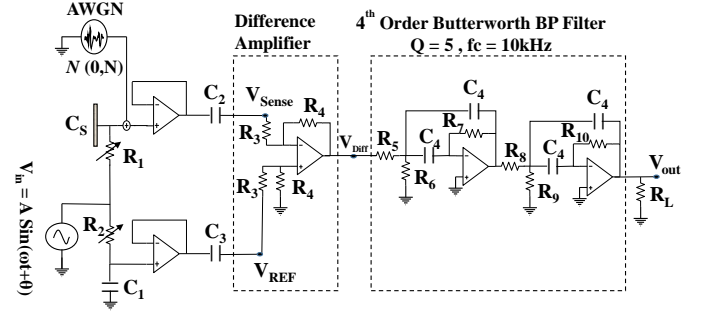 AWGN
N (0,N)
Difference
Amplifier
4th Order Butterworth BP Filter
Q = 5 , fc = 10kHz
C2
VSense
R4
R3
CS
R1
VDiff
R5
C4
R7
C4
R6
R8
C4
R10
C4
R9
Vout
RL
R3
R4
Vin = A Sin(ωt+θ)
R2
C3
VREF
C1